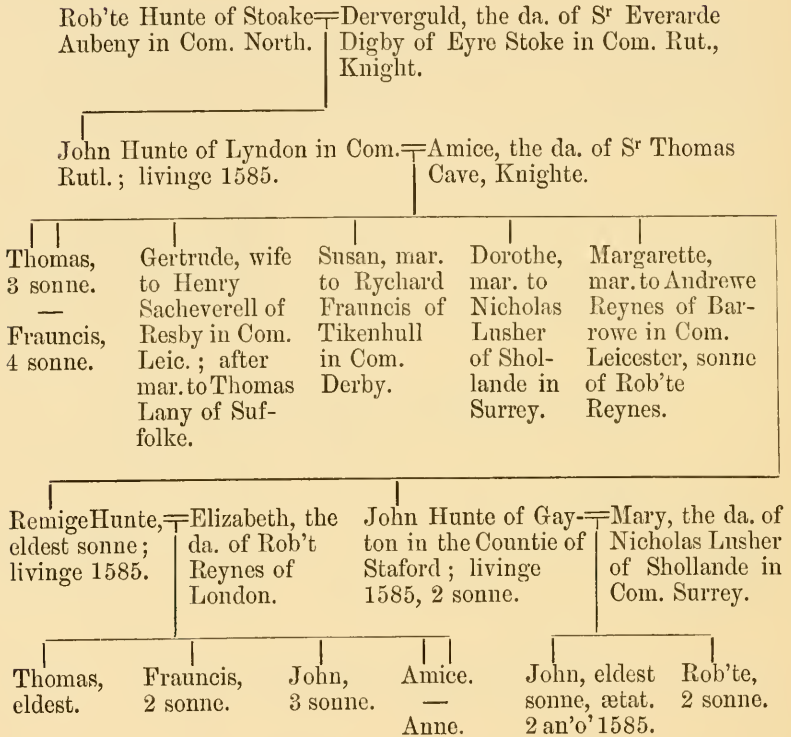 Rob'te Hunte of Stoake
Aubeny in Com. North.
Derverguld, the da. of Sʳ Everarde
Digby of Eyre Stoke in Com. Rut.,
Knight.
John Hunte of Lyndon in Com.
Rutl.; livinge 1585.
Amice, the da. of Sʳ Thomas
Cave, Knighte.
Thomas,
3 sonne.
—
Frauncis,
4 sonne.
Gertrude, wife
to Henry
Sacheverell of
Resby in Com.
Leic.; after
mar. to Thomas
Lany of Suf-
folke.
Susan, mar.
to Rychard
Frauncis of
Tikenhull
in Com.
Derby.
Dorothe,
mar. to
Nicholas
Lusher
of Shol-
lande in
Surrey.
Margarette,
mar. to Andrewe
Reynes of Bar-
rowe in Com.
Leicester, sonne
of Rob'te
Reynes.
Remige Hunte,
eldest sonne;
livinge 1585.
Elizabeth, the
da. of Rob't
Reynes of
London.
John Hunte of Gay-
ton in the Countie of
Staford; livinge
1585, 2 sonne.
Mary, the da. of
Nicholas Lusher
of Shollande in
Com. Surrey.
Thomas,
eldest.
Frauncis,
2 sonne.
John,
3 sonne.
Amice.
—
Anne.
John, eldest
sonne, ætat.
2 an'o' 1585.
Rob'te,
2 sonne.